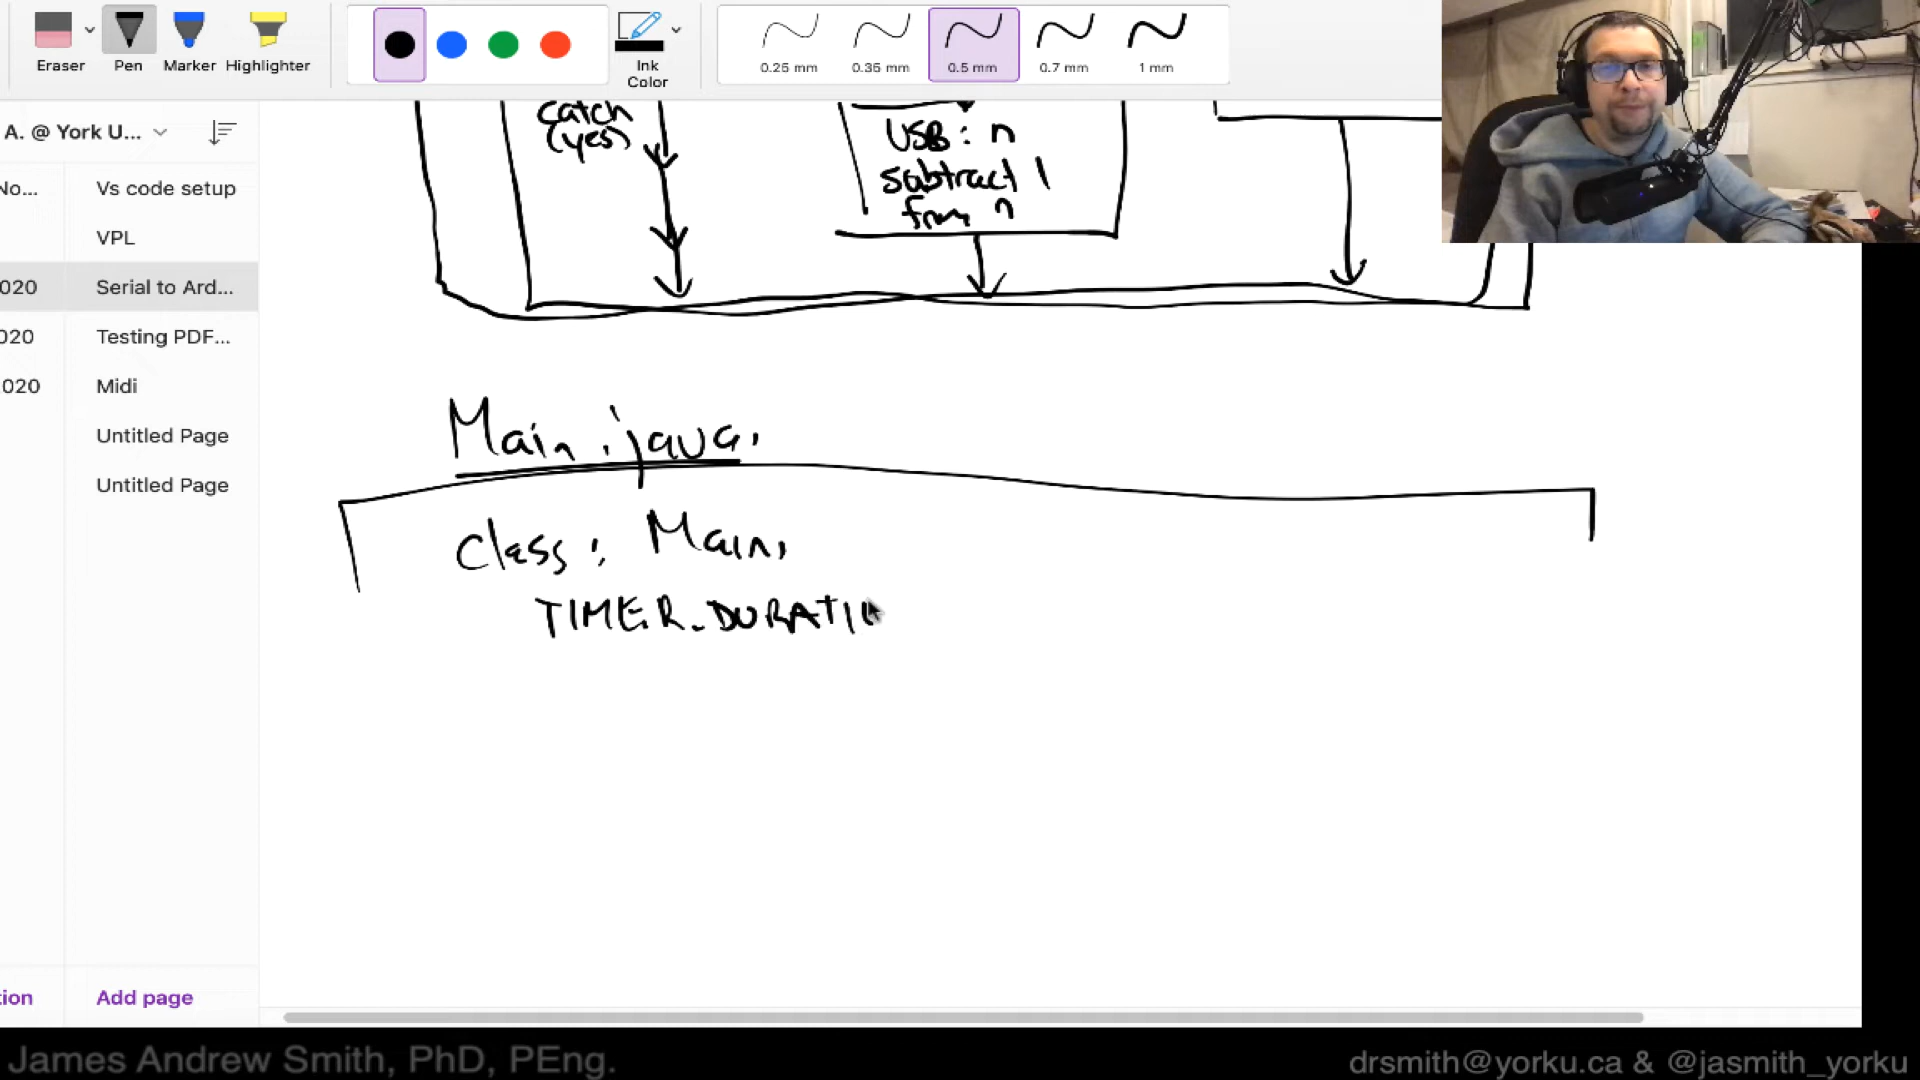 Eraser
Pen
Marker
Highlighter
Ink
Color
0.25 mm
0.35 mm
0.5 mm
0.7 mm
1 mm
A. @ York U...
No...
Vs code setup
VPL
020
Serial to Ard...
020
Testing PDF...
020
Midi
Untitled Page
Untitled Page
tion
Add page
catch
(yes)
USB: n
subtract 1
from n
Main.java.
Class: Main,
TIMER_DURATI
James Andrew Smith, PhD, PEng.
drsmith@yorku.ca & @jasmith_yorku